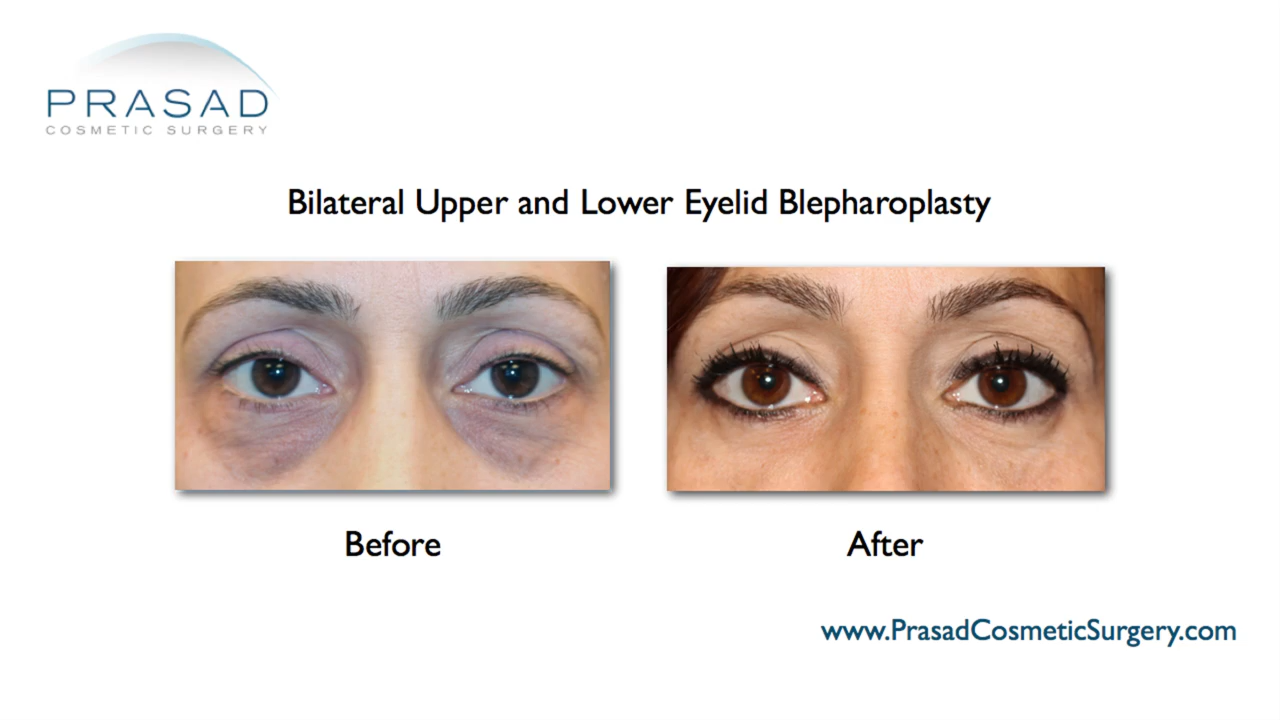 PRASAD
COSMETIC SURGERY
Bilateral Upper and Lower Eyelid Blepharoplasty
Before
After
www.PrasadCosmeticSurgery.com